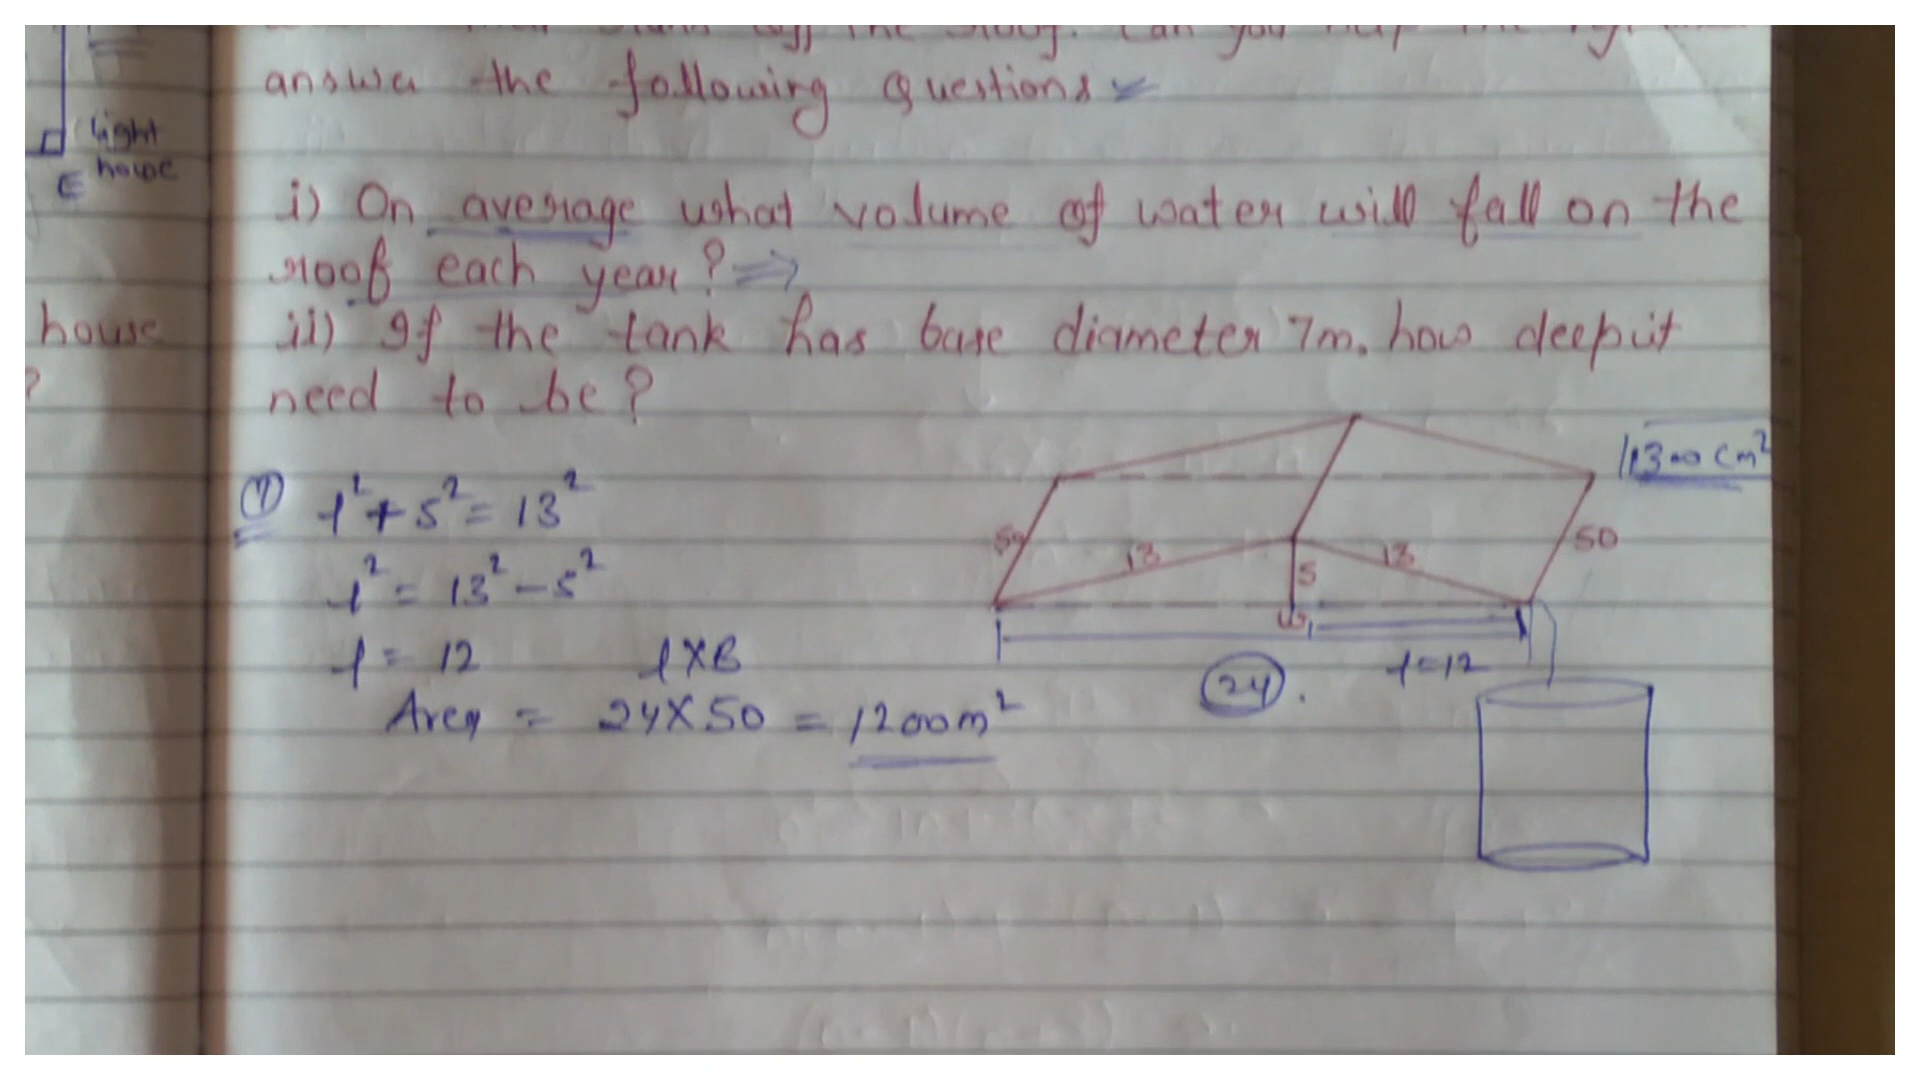 light
house
E
answer the following Questions
i) On average what volume of water will fall on the
roof each year? ⇒
house
ii) If the tank has base diameter 7m. how deep it
?
need to be?
① l² + 5² = 13²
l² = 13² - 5²
l = 12
l×B
Area = 24×50 = 1200m²
50
13
5
13
50
l=12
24.